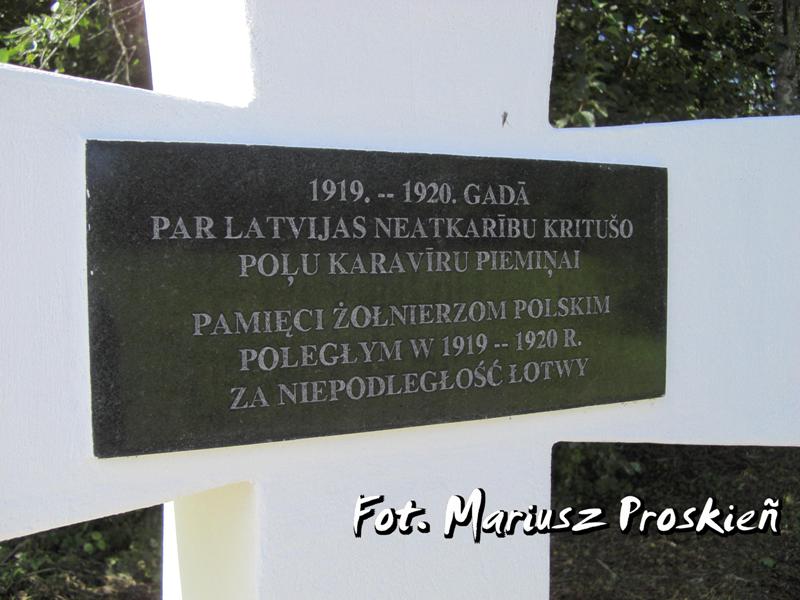 1919. -- 1920. GADĀ
PAR LATVIJAS NEATKARĪBU KRITUŠO
POĻU KARAVĪRU PIEMIŅAI
PAMIĘCI ŻOŁNIERZOM POLSKIM
POLEGŁYM W 1919 -- 1920 R.
ZA NIEPODLEGŁOŚĆ ŁOTWY
Fot. Mariusz Proskieñ